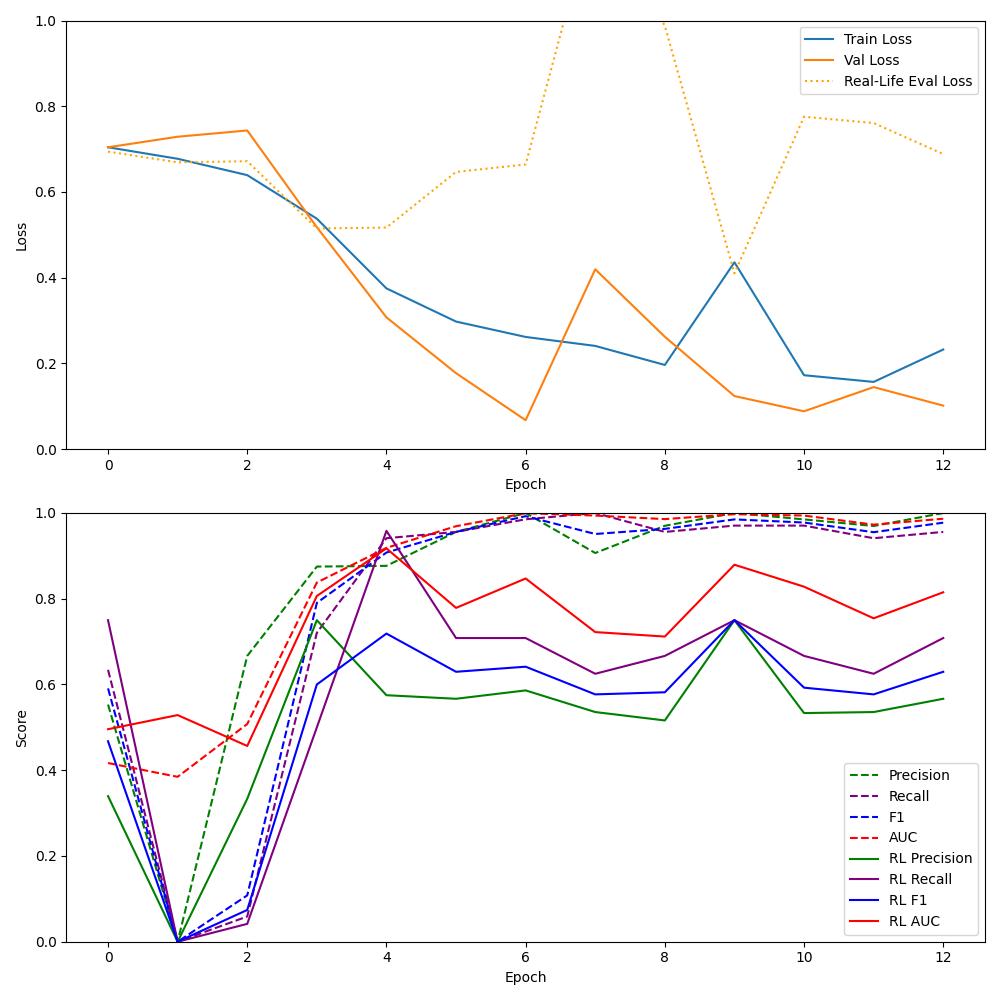 1.0
0.8
0.6
0.4
0.2
0.0
Loss
0 2 4 6 8 10 12
Epoch
Train Loss
Val Loss
Real-Life Eval Loss
1.0
0.8
0.6
0.4
0.2
0.0
Score
0 2 4 6 8 10 12
Epoch
Precision
Recall
F1
AUC
RL Precision
RL Recall
RL F1
RL AUC